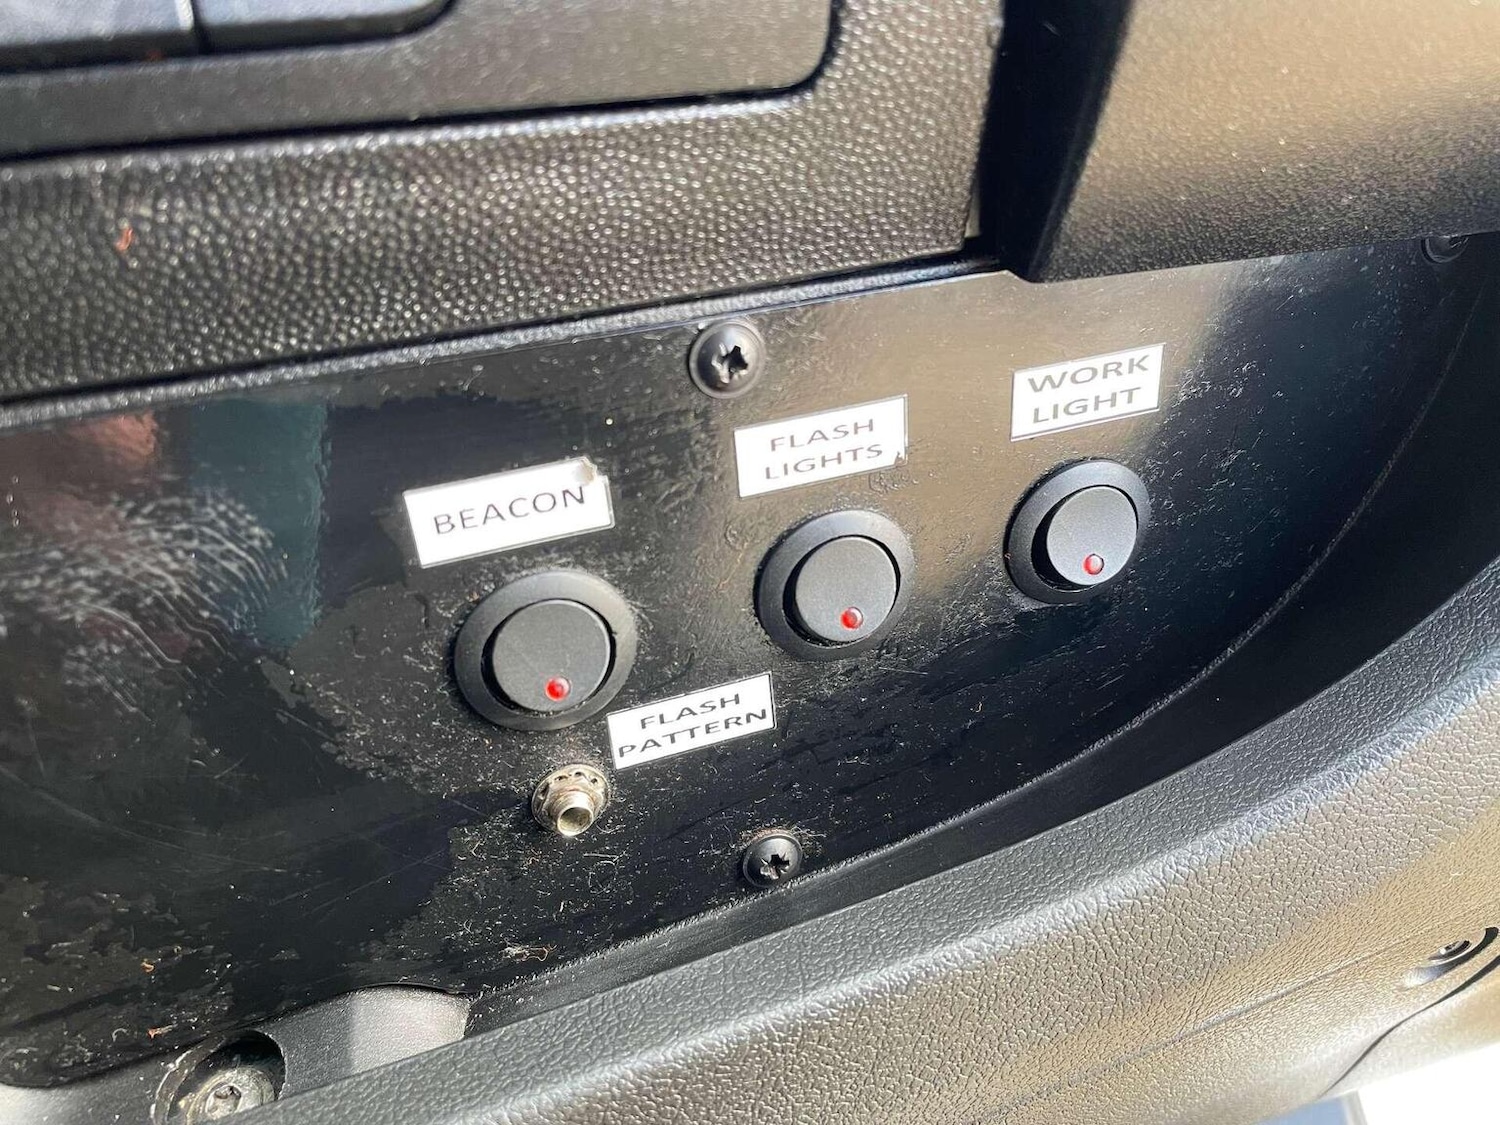 BEACON
FLASH
LIGHTS
WORK
LIGHT
FLASH
PATTERN